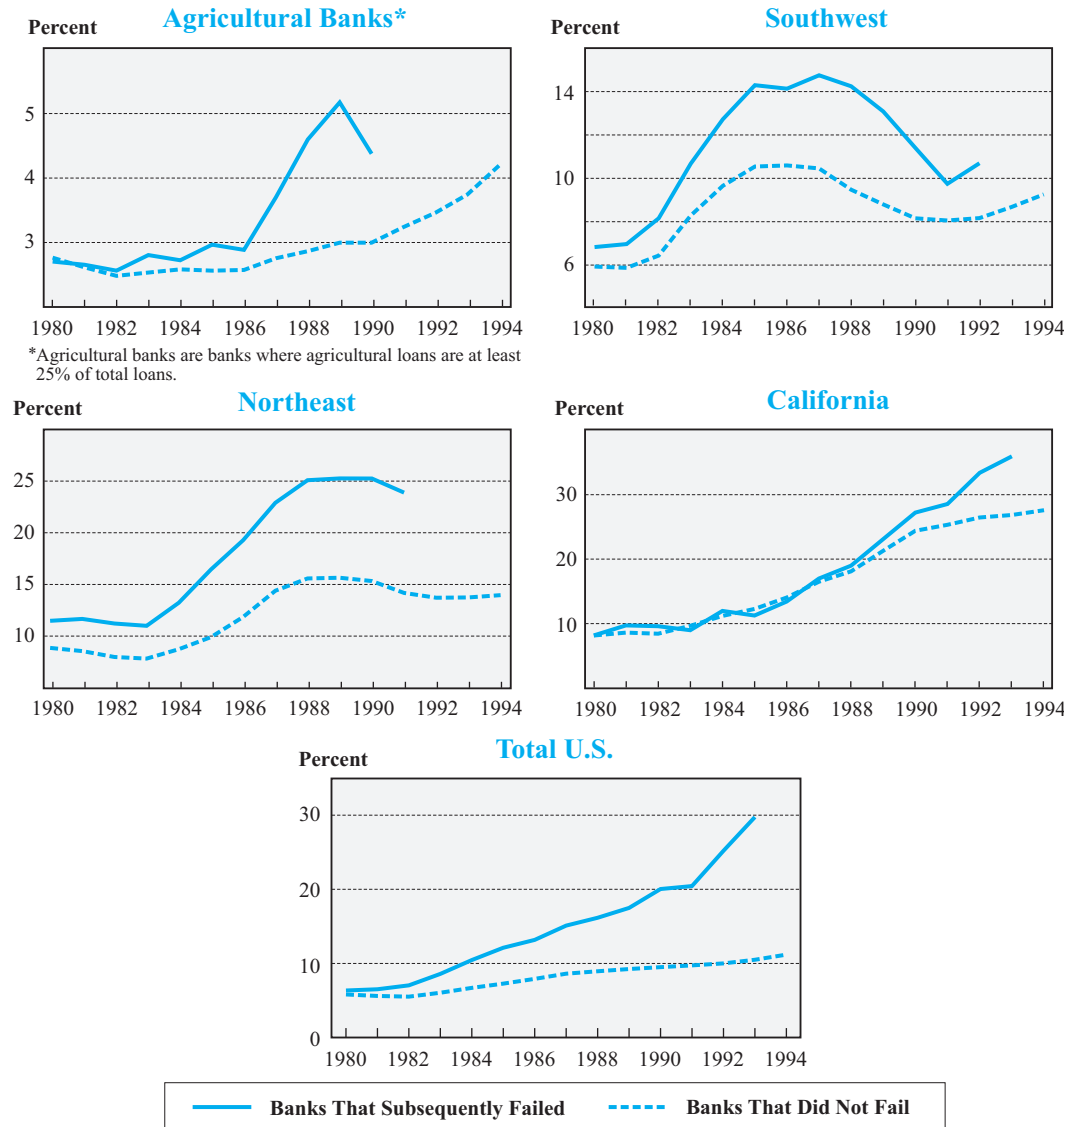 Agricultural Banks*
Percent
5
4
3
1980 1982 1984 1986 1988 1990 1992 1994
*Agricultural banks are banks where agricultural loans are at least
25% of total loans.
Southwest
Percent
14
10
6
1980 1982 1984 1986 1988 1990 1992 1994
Northeast
Percent
25
20
15
10
1980 1982 1984 1986 1988 1990 1992 1994
California
Percent
30
20
10
1980 1982 1984 1986 1988 1990 1992 1994
Total U.S.
Percent
30
20
10
0
1980 1982 1984 1986 1988 1990 1992 1994
Banks That Subsequently Failed Banks That Did Not Fail